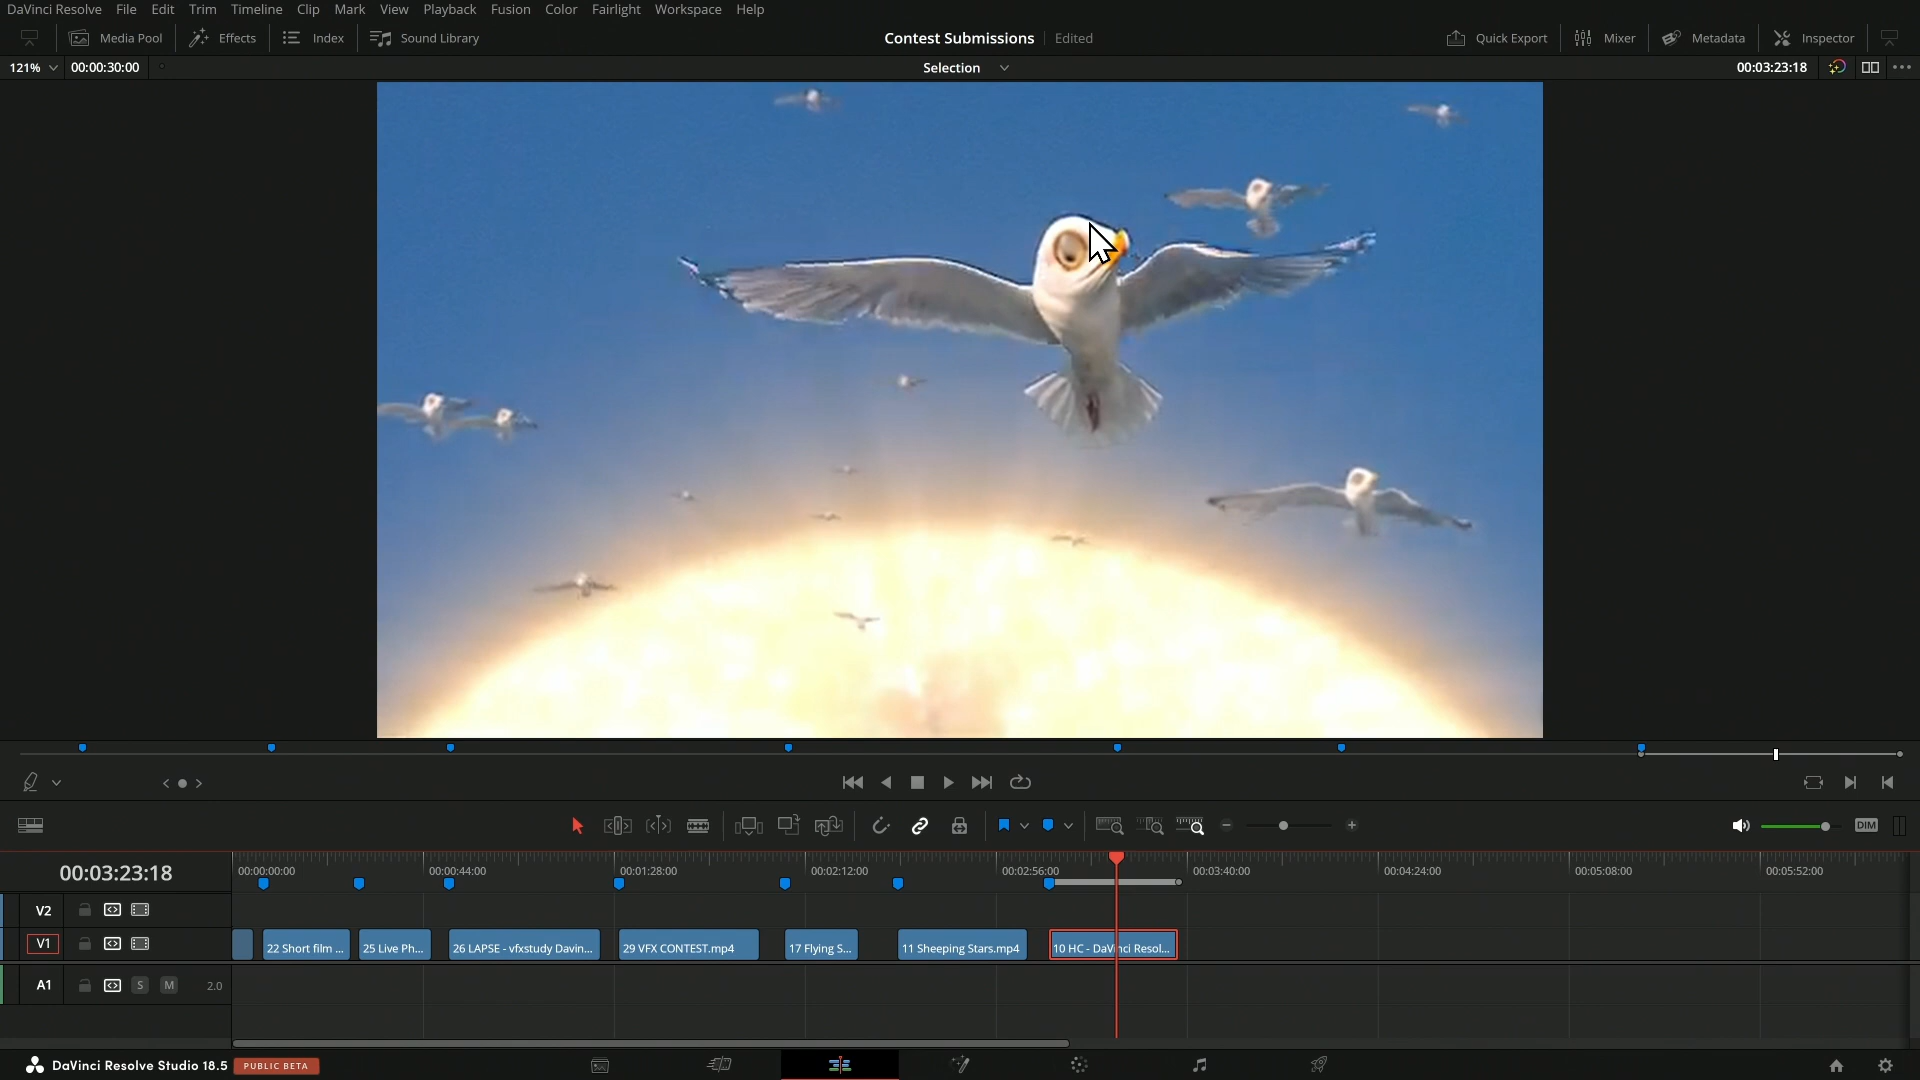 DaVinci Resolve File Edit Trim Timeline Clip Mark View Playback Fusion Color Fairlight Workspace Help
Media Pool Effects Index Sound Library Contest Submissions Edited Quick Export Mixer Metadata Inspector
121% 00:00:30:00 Selection 00:03:23:18 •••
DIM
00:03:23:18 00:00:00:00 00:00:44:00 00:01:28:00 00:02:12:00 00:02:56:00 00:03:40:00 00:04:24:00 00:05:08:00 00:05:52:00
V2
V1 22 Short film ... 25 Live Ph... 26 LAPSE - vfxstudy Davin... 29 VFX CONTEST.mp4 17 Flying S... 11 Sheeping Stars.mp4 10 HC - DaVinci Resol...
A1 S M 2.0
DaVinci Resolve Studio 18.5 PUBLIC BETA